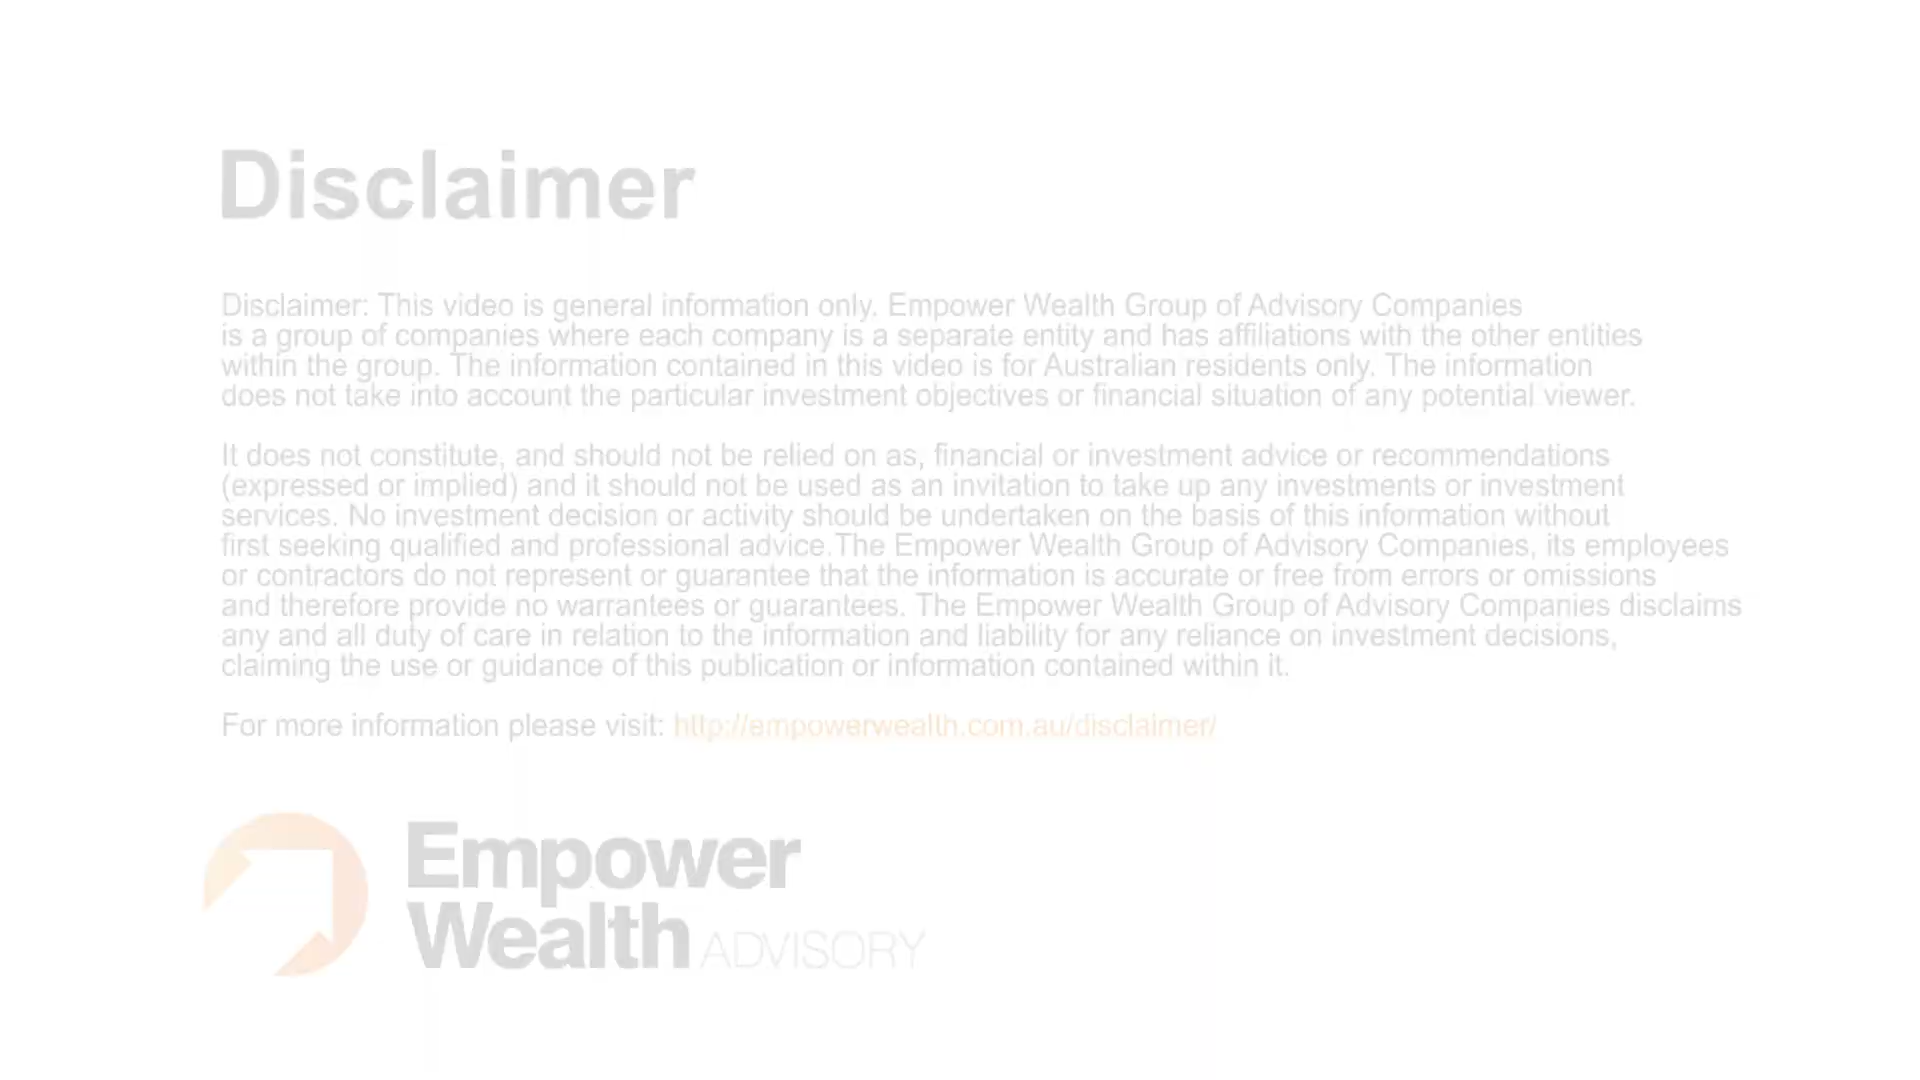 Disclaimer
Disclaimer: This video is general information only. Empower Wealth Group of Advisory Companies
is a group of companies where each company is a separate entity and has affiliations with the other entities
within the group. The information contained in this video is for Australian residents only. The information
does not take into account the particular investment objectives or financial situation of any potential viewer.
It does not constitute, and should not be relied on as, financial or investment advice or recommendations
(expressed or implied) and it should not be used as an invitation to take up any investments or investment
services. No investment decision or activity should be undertaken on the basis of this information without
first seeking qualified and professional advice.The Empower Wealth Group of Advisory Companies, its employees
or contractors do not represent or guarantee that the information is accurate or free from errors or omissions
and therefore provide no warrantees or guarantees. The Empower Wealth Group of Advisory Companies disclaims
any and all duty of care in relation to the information and liability for any reliance on investment decisions,
claiming the use or guidance of this publication or information contained within it.
For more information please visit: http://empowerwealth.com.au/disclaimer/
Empower
Wealth ADVISORY